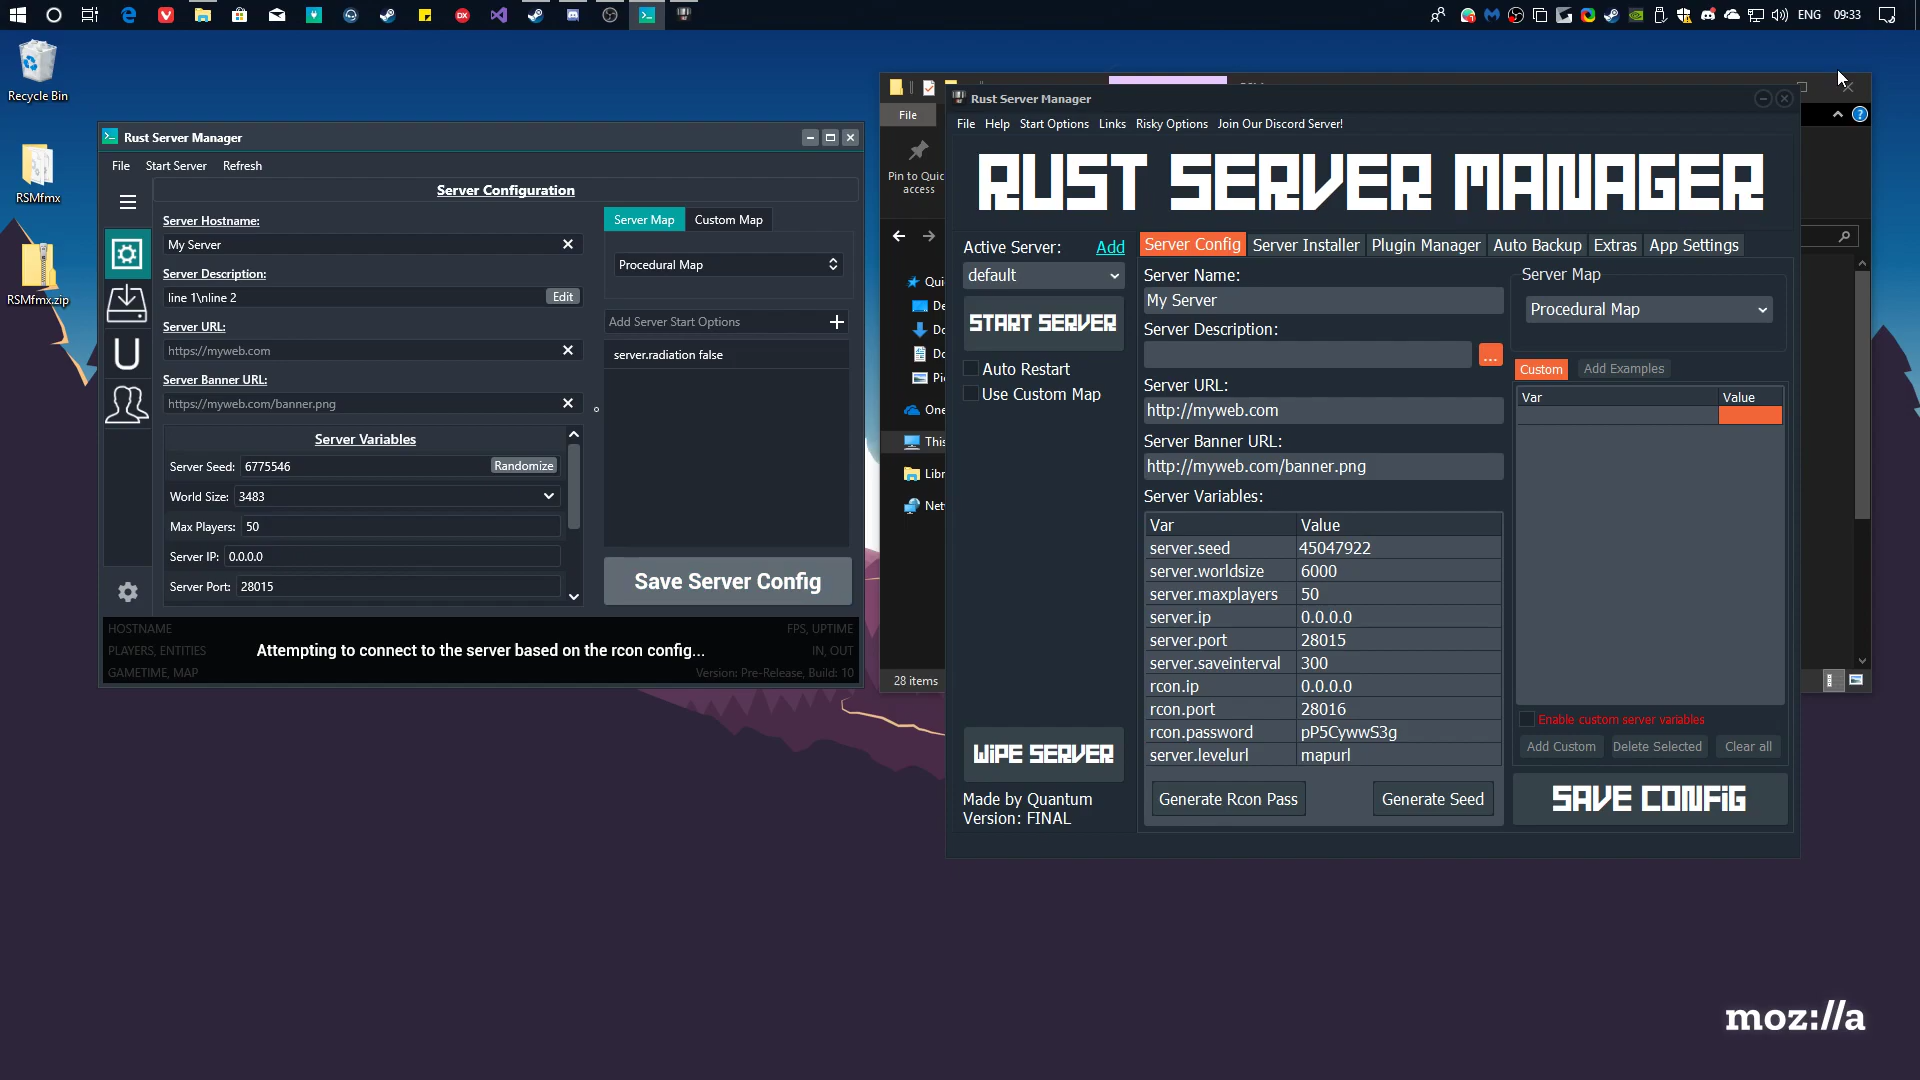 ENG 09:33
Recycle Bin
RSMfmx
RSMfmx.zip
Rust Server Manager
File Start Server Refresh
Server Configuration
Server Hostname:
My Server
Server Description:
line 1\nline 2
Edit
Server URL:
https://myweb.com
Server Banner URL:
https://myweb.com/banner.png
Server Variables
Server Seed: 6775546 Randomize
World Size: 3483
Max Players: 50
Server IP: 0.0.0.0
Server Port: 28015
Server Map Custom Map
Procedural Map
Add Server Start Options
server.radiation false
Save Server Config
HOSTNAME
PLAYERS, ENTITIES
GAMETIME, MAP
Attempting to connect to the server based on the rcon config...
FPS, UPTIME
IN, OUT
Version: Pre-Release, Build: 10
File
Pin to Quic
access
Quic
De
Do
Do
Pic
One
This
Libr
Net
28 items
Rust Server Manager
File Help Start Options Links Risky Options Join Our Discord Server!
RUST SERVER MANAGER
Active Server: Add
default
START SERVER
Auto Restart
Use Custom Map
WIPE SERVER
Made by Quantum
Version: FINAL
Server Config Server Installer Plugin Manager Auto Backup Extras App Settings
Server Name:
My Server
Server Description:
...
Server URL:
http://myweb.com
Server Banner URL:
http://myweb.com/banner.png
Server Variables:
Var Value
server.seed 45047922
server.worldsize 6000
server.maxplayers 50
server.ip 0.0.0.0
server.port 28015
server.saveinterval 300
rcon.ip 0.0.0.0
rcon.port 28016
rcon.password pP5CywwS3g
server.levelurl mapurl
Generate Rcon Pass Generate Seed
Server Map
Procedural Map
Custom Add Examples
Var Value
Enable custom server variables
Add Custom Delete Selected Clear all
SAVE CONFIG
moz://a